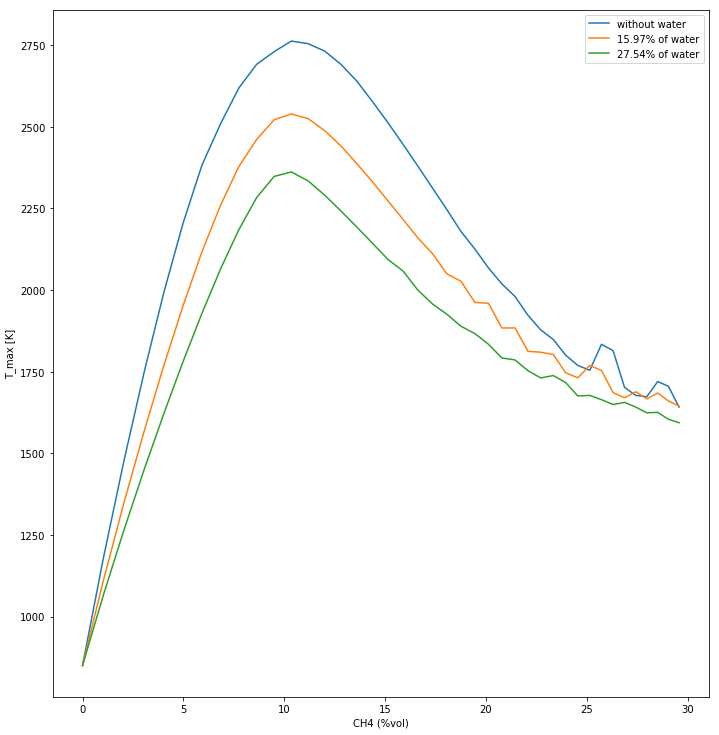 without water
15.97% of water
27.54% of water
2750
2500
2250
2000
1750
1500
1250
1000
T_max [K]
0 5 10 15 20 25 30
CH4 (%vol)